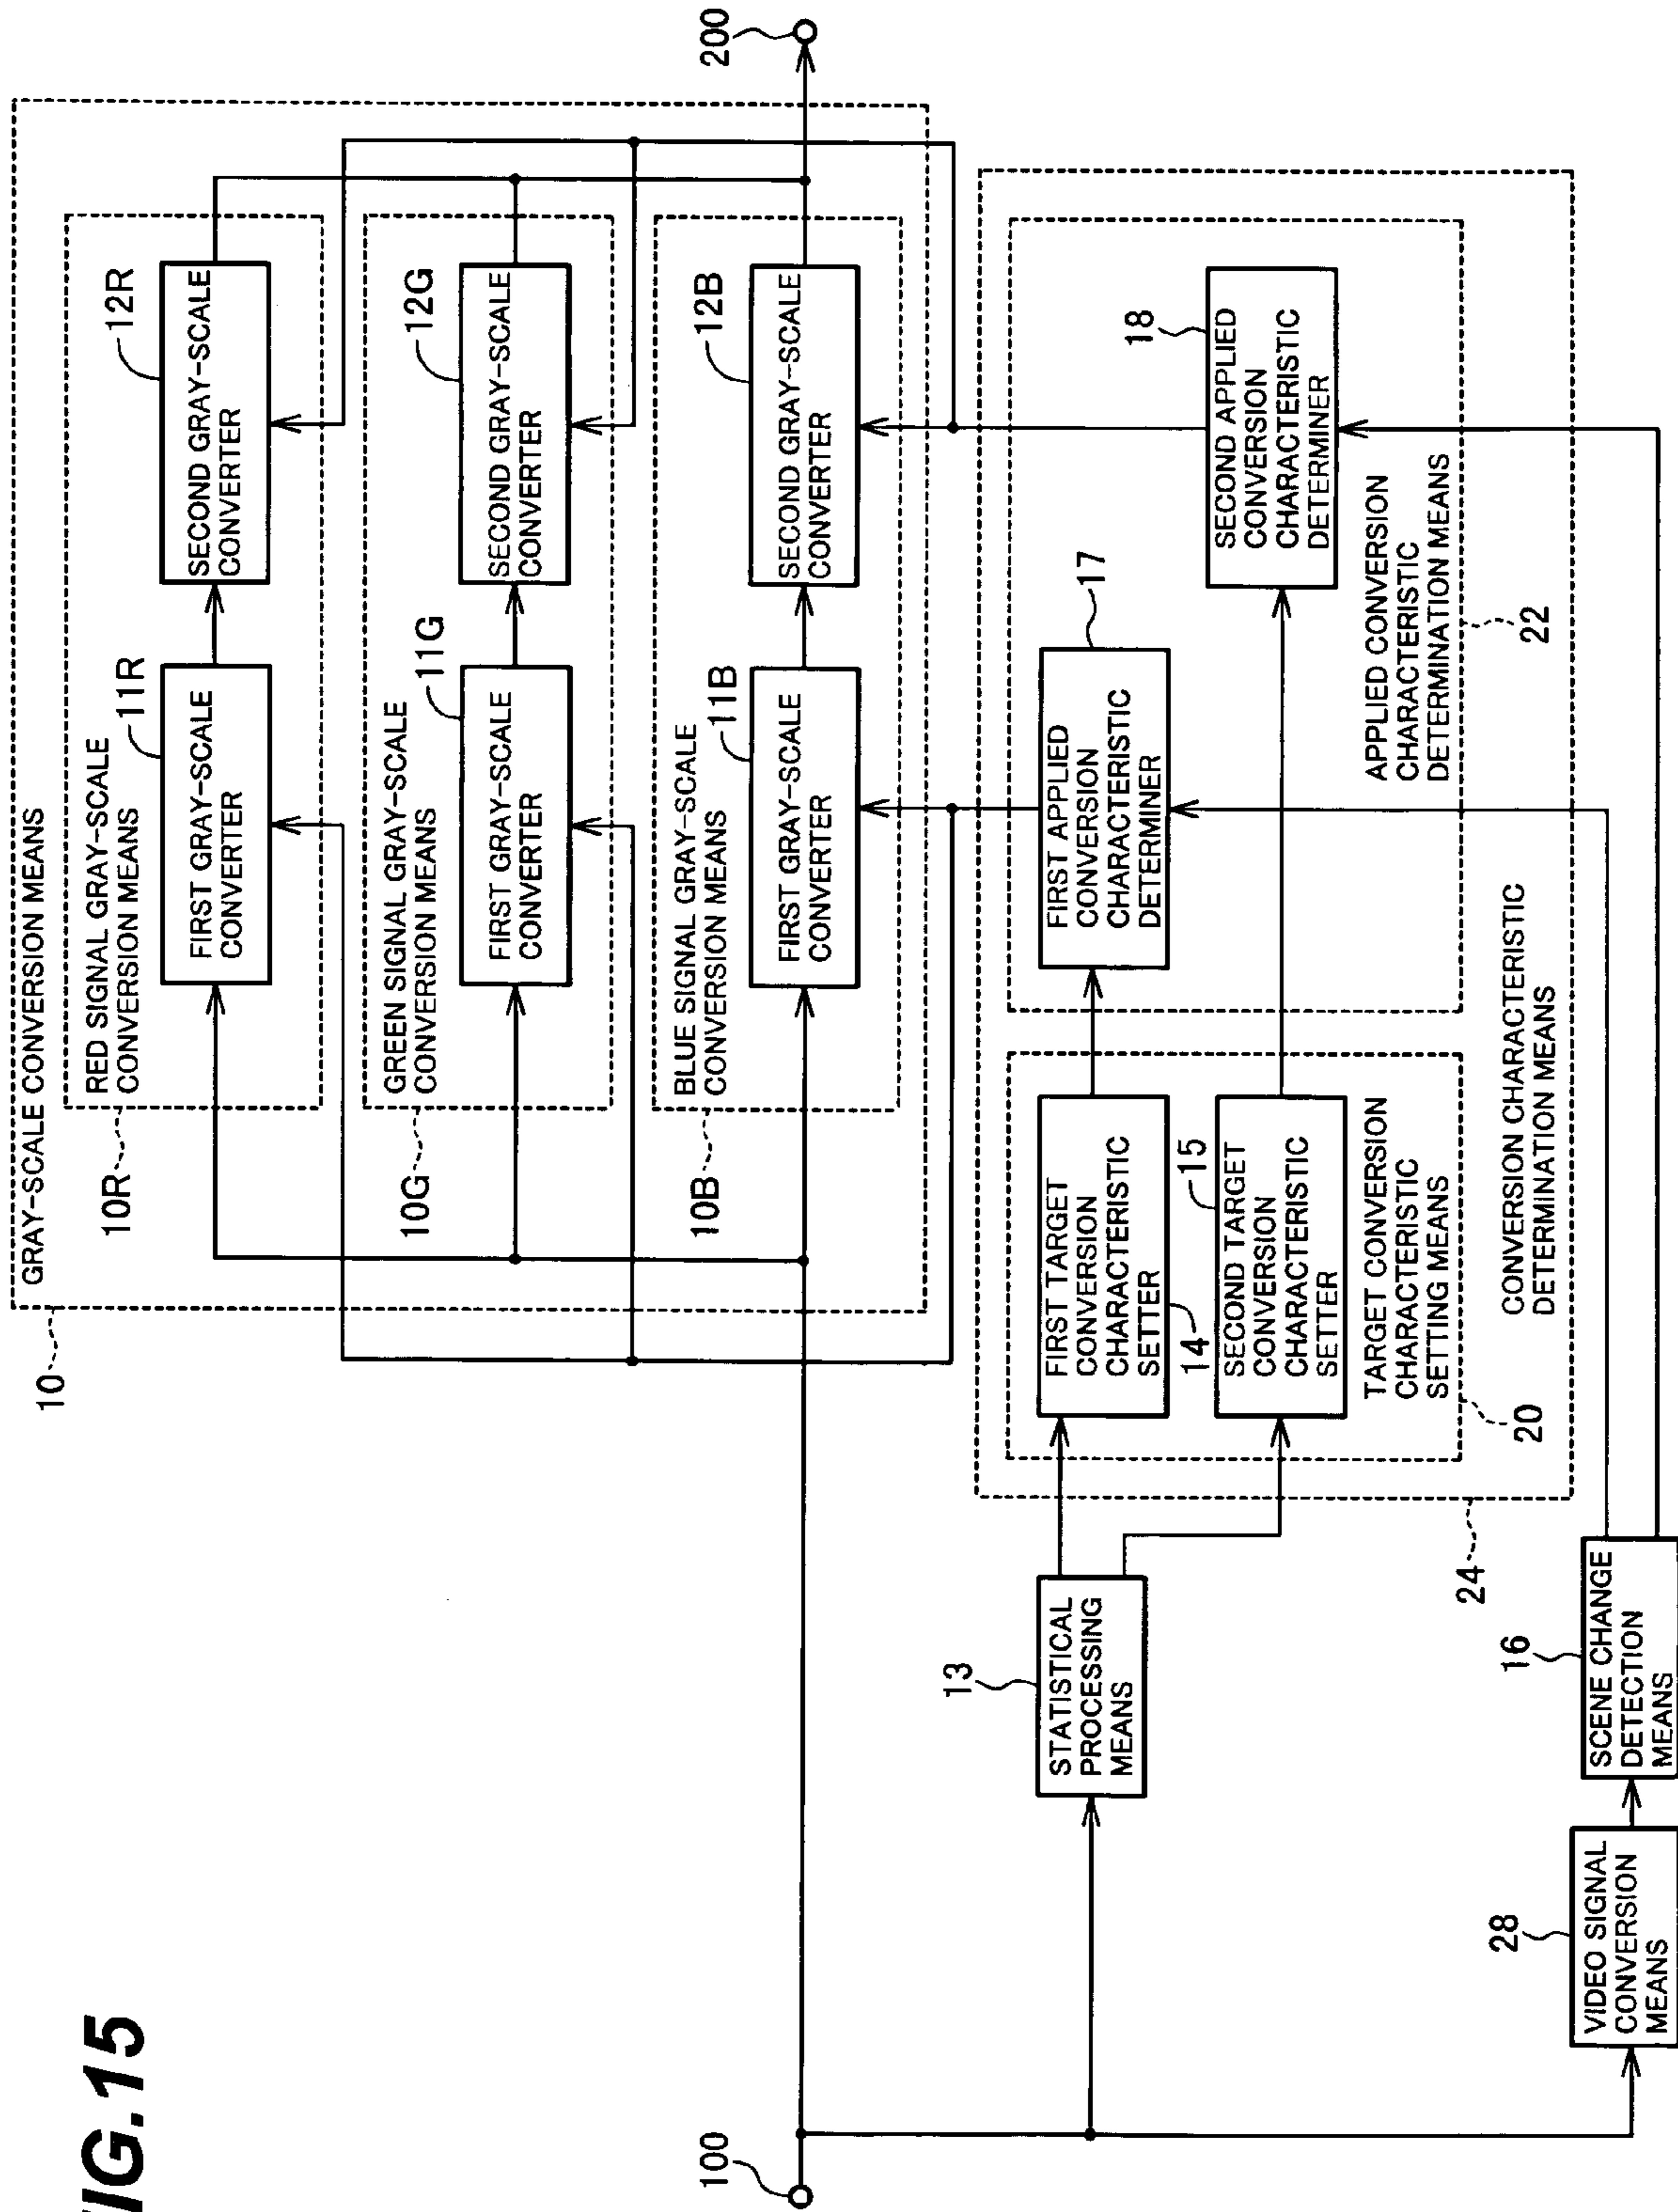 FIG.15
10
GRAY-SCALE CONVERSION MEANS
10R
RED SIGNAL GRAY-SCALE
CONVERSION MEANS
11R
FIRST GRAY-SCALE
CONVERTER
12R
SECOND GRAY-SCALE
CONVERTER
10G
GREEN SIGNAL GRAY-SCALE
CONVERSION MEANS
11G
FIRST GRAY-SCALE
CONVERTER
12G
SECOND GRAY-SCALE
CONVERTER
10B
BLUE SIGNAL GRAY-SCALE
CONVERSION MEANS
11B
FIRST GRAY-SCALE
CONVERTER
12B
SECOND GRAY-SCALE
CONVERTER
100
200
13
STATISTICAL
PROCESSING
MEANS
FIRST TARGET
CONVERSION
CHARACTERISTIC
SETTER
14
15
SECOND TARGET
CONVERSION
CHARACTERISTIC
SETTER
TARGET CONVERSION
CHARACTERISTIC
SETTING MEANS
20
17
FIRST APPLIED
CONVERSION
CHARACTERISTIC
DETERMINER
18
SECOND APPLIED
CONVERSION
CHARACTERISTIC
DETERMINER
APPLIED CONVERSION
CHARACTERISTIC
DETERMINATION MEANS
22
CONVERSION CHARACTERISTIC
DETERMINATION MEANS
24
28
VIDEO SIGNAL
CONVERSION
MEANS
16
SCENE CHANGE
DETECTION
MEANS